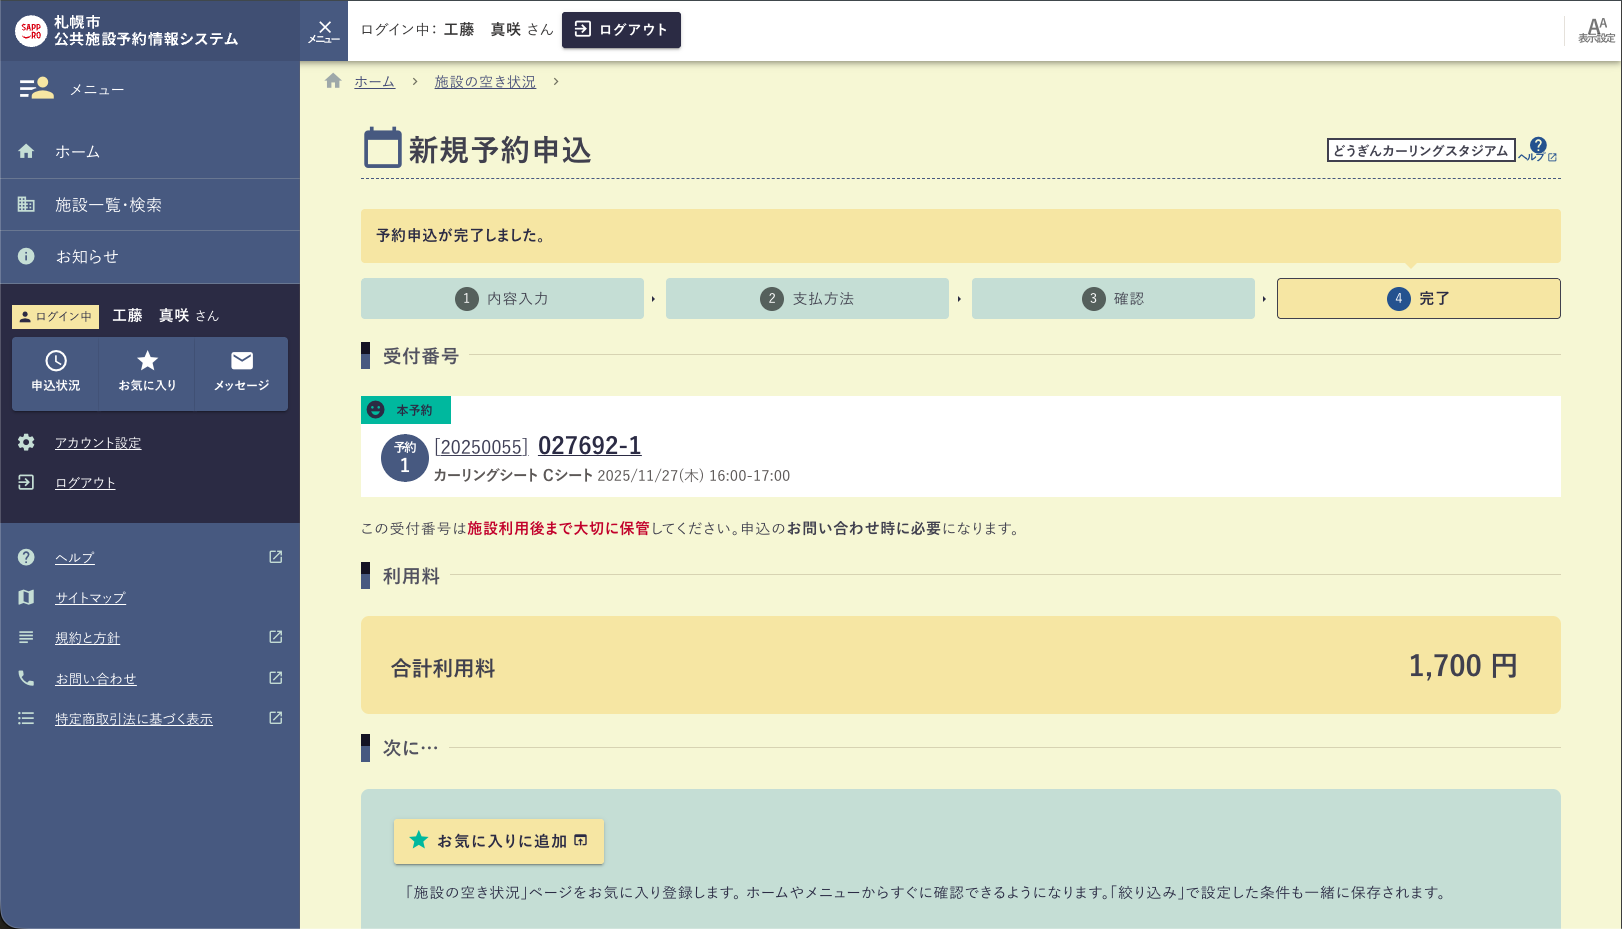 SAPP
RO
札幌市
公共施設予約情報システム
メニュー
ログイン中: 工藤　真咲 さん
ログアウト
AA
表示設定
メニュー
ホーム
施設一覧・検索
お知らせ
ログイン中 工藤　真咲 さん
申込状況
お気に入り
メッセージ
アカウント設定
ログアウト
ヘルプ
サイトマップ
規約と方針
お問い合わせ
特定商取引法に基づく表示
ホーム › 施設の空き状況 ›
新規予約申込
どうぎんカーリングスタジアム
ヘルプ
予約申込が完了しました。
1 内容入力
2 支払方法
3 確認
4 完了
受付番号
本予約
予約
1
[20250055] 027692-1
カーリングシート Cシート 2025/11/27(木) 16:00-17:00
この受付番号は施設利用後まで大切に保管してください。申込のお問い合わせ時に必要になります。
利用料
合計利用料
1,700 円
次に…
お気に入りに追加
「施設の空き状況」ページをお気に入り登録します。ホームやメニューからすぐに確認できるようになります。「絞り込み」で設定した条件も一緒に保存されます。